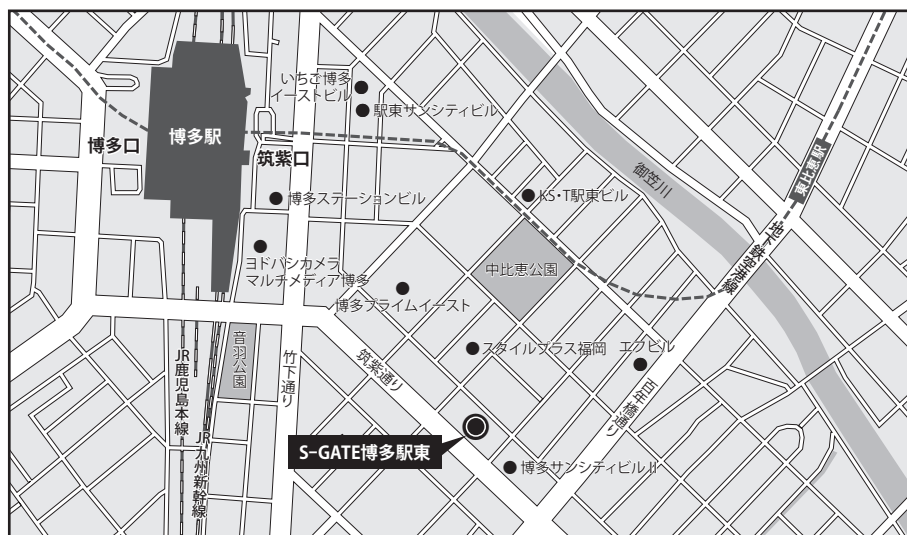 いちご博多
イーストビル
駅東サンシティビル
博多駅
博多口
筑紫口
東比恵駅
御笠川
KS・T駅東ビル
博多ステーションビル
地下鉄空港線
ヨドバシカメラ
マルチメディア博多
中比恵公園
博多プライムイースト
音羽公園
スタイルプラス福岡
エフビル
筑紫通り
竹下通り
JR鹿児島本線
百年橋通り
S-GATE博多駅東
JR九州新幹線
博多サンシティビルⅡ